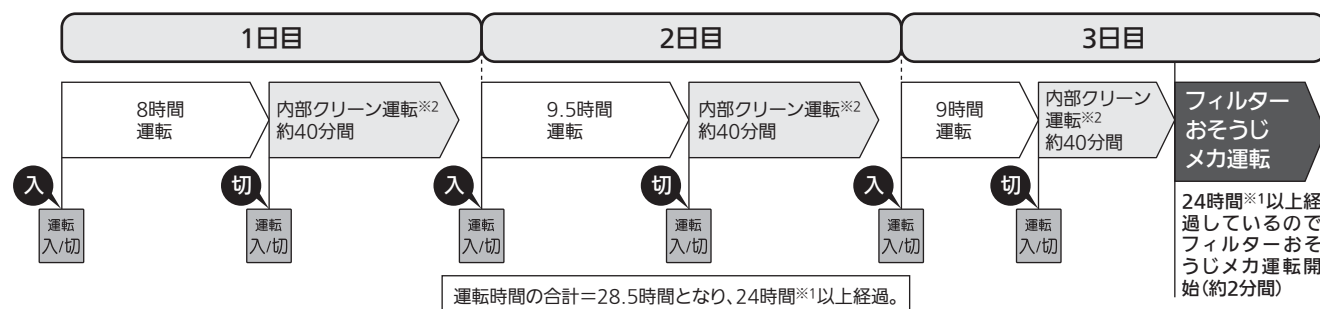 1日目
2日目
3日目
8時間
運転
内部クリーン運転※2
約40分間
9.5時間
運転
内部クリーン運転※2
約40分間
9時間
運転
内部クリーン
運転※2
約40分間
フィルター
おそうじ
メカ運転
入
切
入
切
入
切
運転
入/切
運転
入/切
運転
入/切
運転
入/切
運転
入/切
運転
入/切
24時間※1以上経
過しているので
フィルターおそ
うじメカ運転開
始(約2分間)
運転時間の合計=28.5時間となり、24時間※1以上経過。